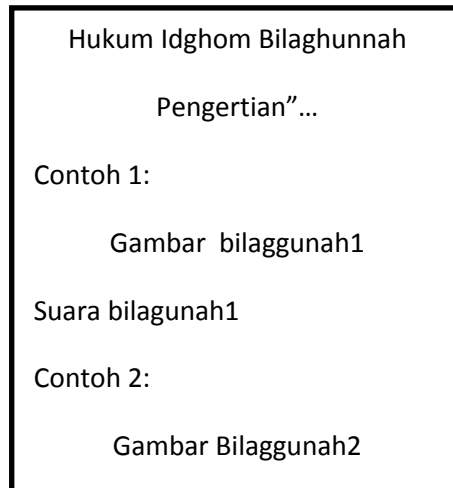 Hukum Idghom Bilaghunnah
Pengertian”...
Contoh 1:
Gambar bilaggunah1
Suara bilagunah1
Contoh 2:
Gambar Bilaggunah2